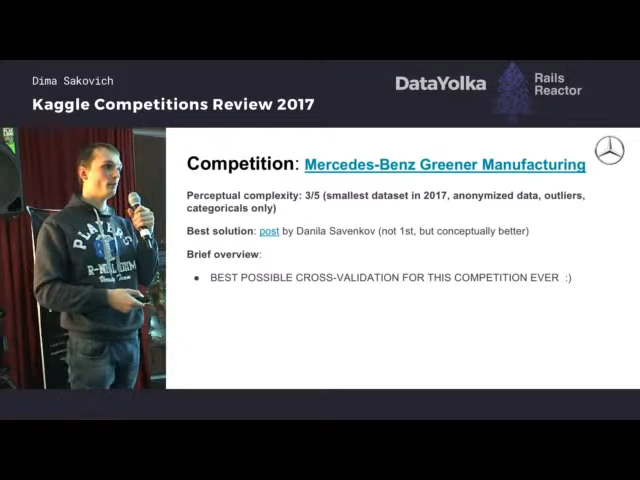 Dima Sakovich
Kaggle Competitions Review 2017
DataYolka
Rails
Reactor
Competition: Mercedes-Benz Greener Manufacturing
Perceptual complexity: 3/5 (smallest dataset in 2017, anonymized data, outliers,
categoricals only)
Best solution: post by Danila Savenkov (not 1st, but conceptually better)
Brief overview:
● BEST POSSIBLE CROSS-VALIDATION FOR THIS COMPETITION EVER :)
PLAYERS